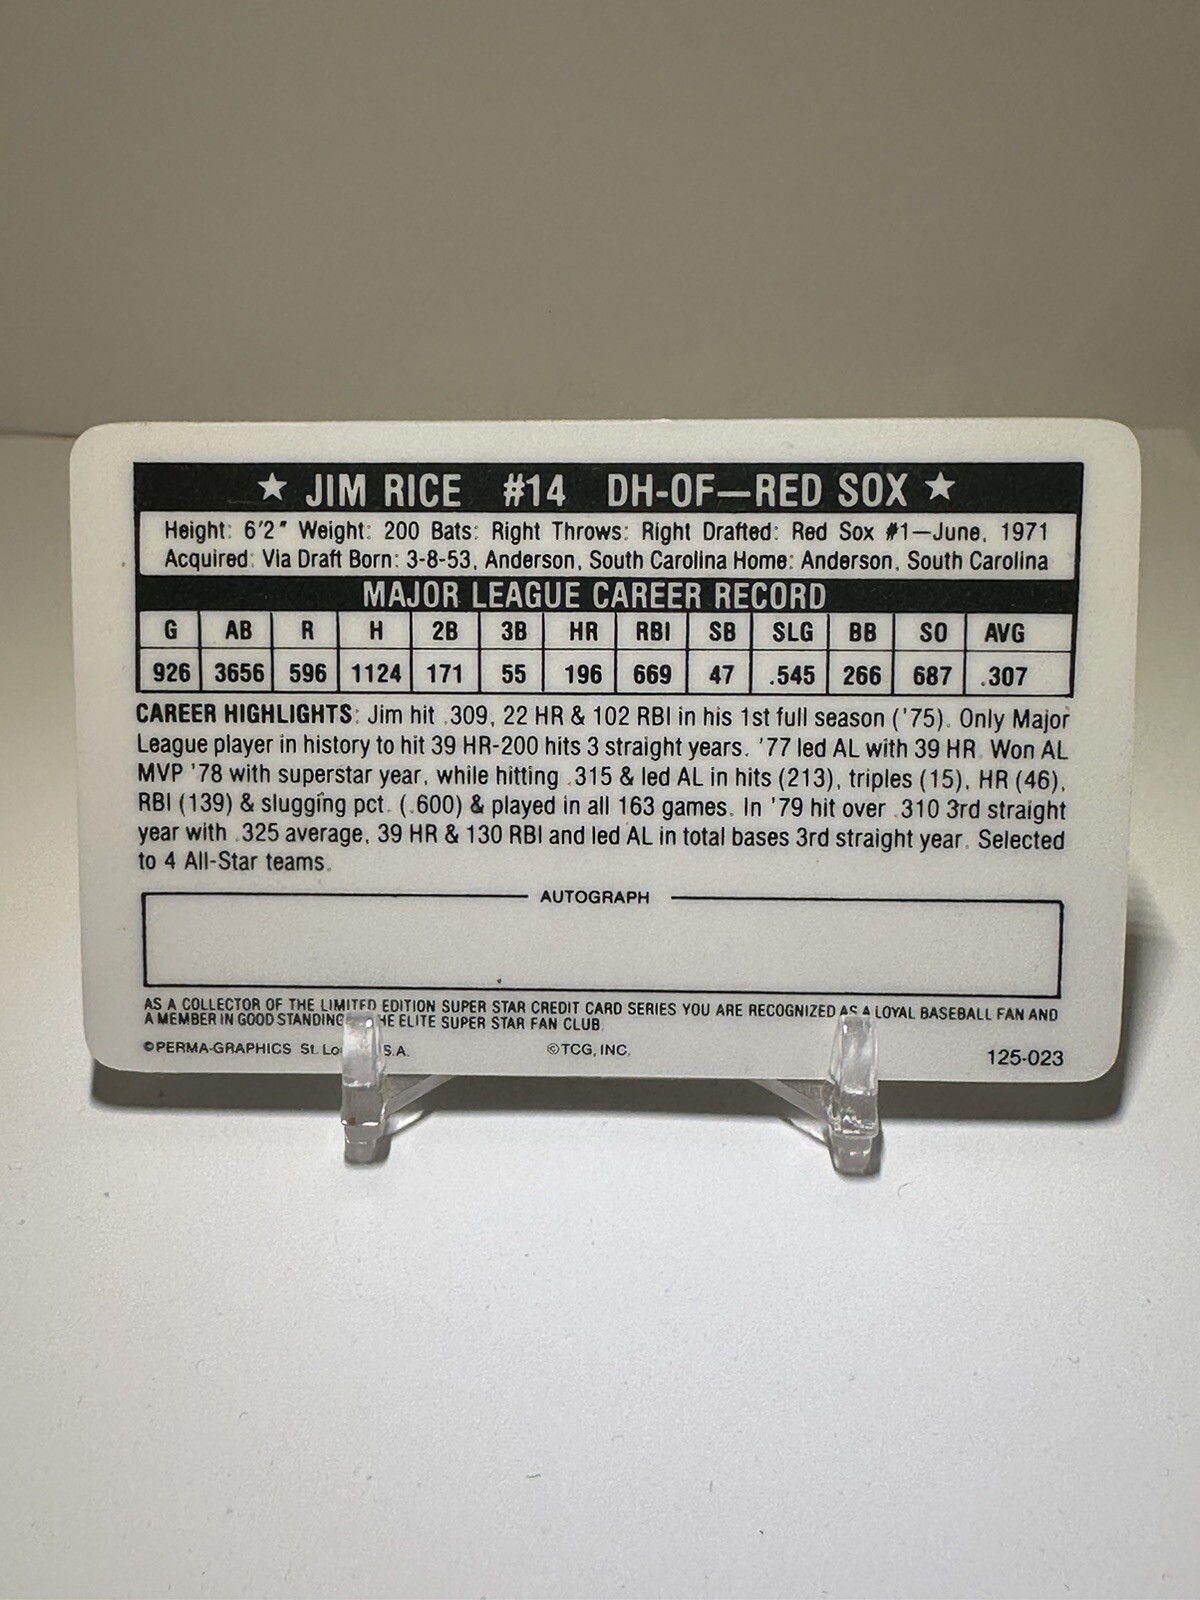 ★ JIM RICE #14 DH-OF—RED SOX ★
Height: 6'2" Weight: 200 Bats: Right Throws: Right Drafted: Red Sox #1—June, 1971
Acquired: Via Draft Born: 3-8-53, Anderson, South Carolina Home: Anderson, South Carolina
MAJOR LEAGUE CAREER RECORD
G AB R H 2B 3B HR RBI SB SLG BB SO AVG
926 3656 596 1124 171 55 196 669 47 .545 266 687 .307
CAREER HIGHLIGHTS: Jim hit .309, 22 HR & 102 RBI in his 1st full season ('75). Only Major
League player in history to hit 39 HR-200 hits 3 straight years. '77 led AL with 39 HR. Won AL
MVP '78 with superstar year, while hitting .315 & led AL in hits (213), triples (15), HR (46),
RBI (139) & slugging pct. (.600) & played in all 163 games. In '79 hit over .310 3rd straight
year with .325 average, 39 HR & 130 RBI and led AL in total bases 3rd straight year. Selected
to 4 All-Star teams.
AUTOGRAPH
AS A COLLECTOR OF THE LIMITED EDITION SUPER STAR CREDIT CARD SERIES YOU ARE RECOGNIZED AS A LOYAL BASEBALL FAN AND
A MEMBER IN GOOD STANDING HE ELITE SUPER STAR FAN CLUB.
©PERMA-GRAPHICS St. Lo S.A. ©TCG, INC. 125-023